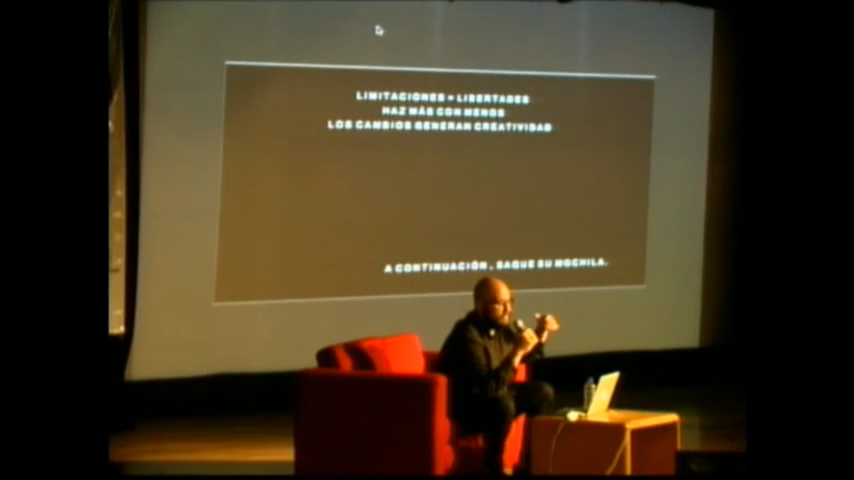 LIMITACIONES = LIBERTADES
HAZ MÁS CON MENOS
LOS CAMBIOS GENERAN CREATIVIDAD
A CONTINUACIÓN , SAQUE SU MOCHILA.